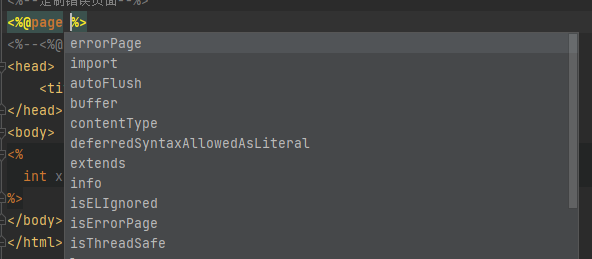 <%--定制错误页面--%>
<%@page %>
<%--<%@
<head>
<ti
</head>
<body>
<%
int x
%>
</body>
</html>
errorPage
import
autoFlush
buffer
contentType
deferredSyntaxAllowedAsLiteral
extends
info
isELIgnored
isErrorPage
isThreadSafe